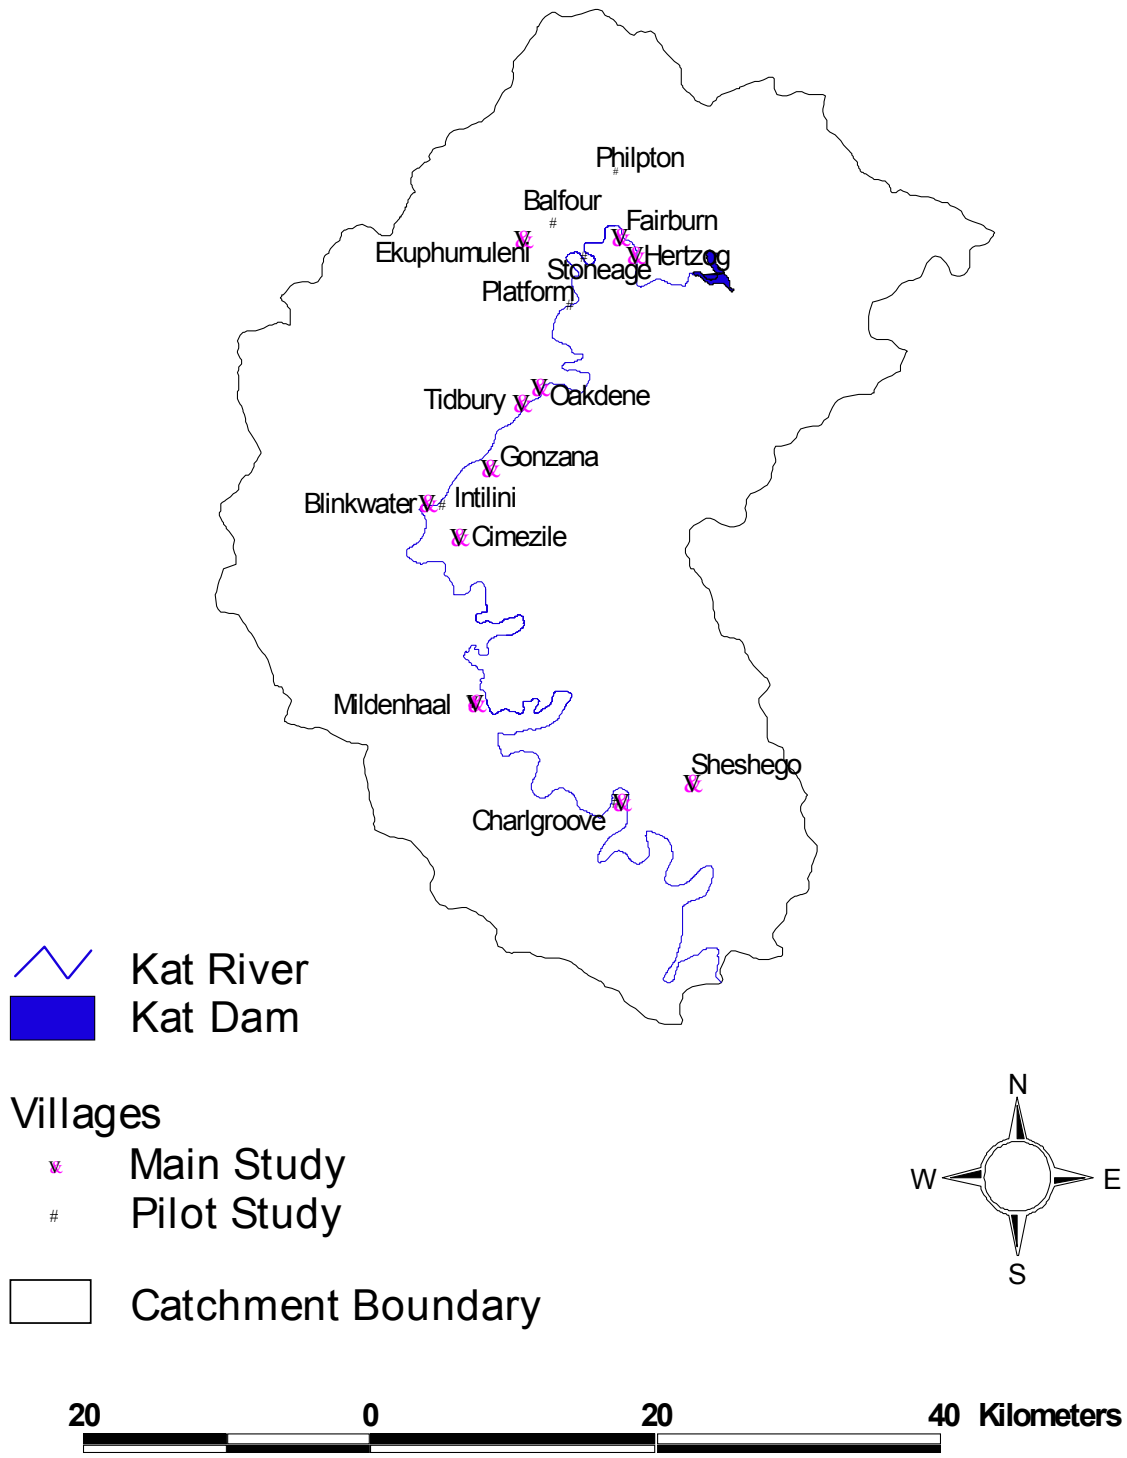 Philpton
Balfour
Fairburn
Ekuphumuleni
Hertzog
Stoneage
Platform
Tidbury
Oakdene
Gonzana
Blinkwater
Intilini
Cimezile
Mildenhaal
Sheshego
Charlgroove
Kat River
Kat Dam
Villages
Main Study
# Pilot Study
Catchment Boundary
N
W E
S
20 0 20 40 Kilometers